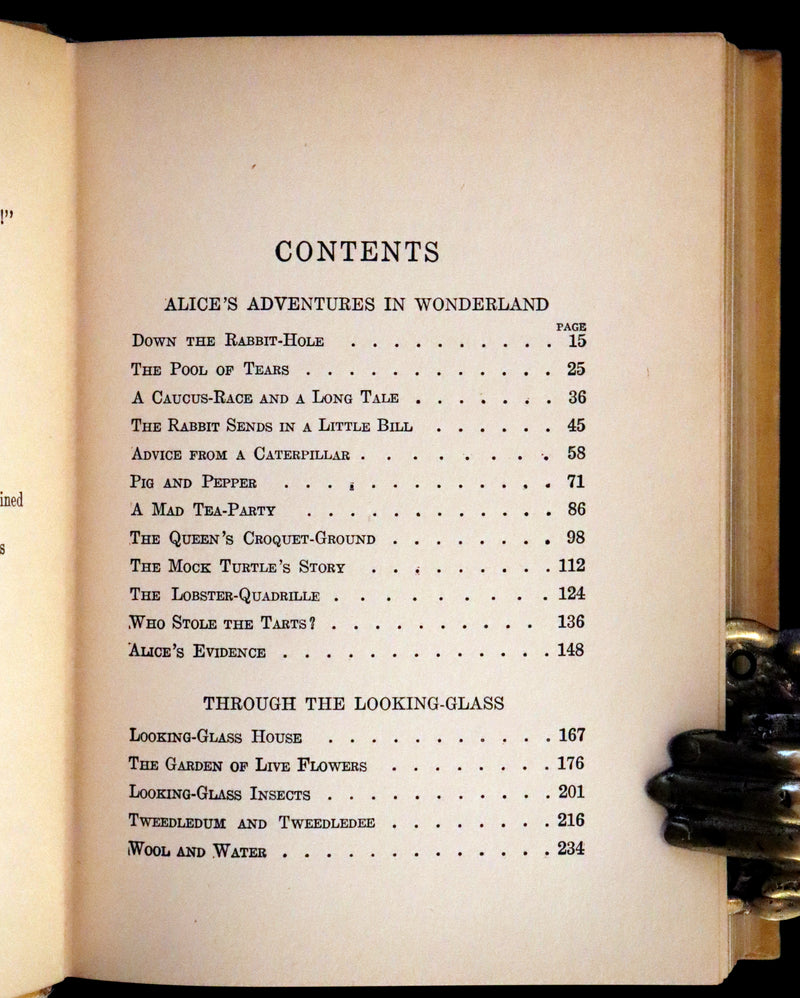 !”
ined
s
CONTENTS
ALICE’S ADVENTURES IN WONDERLAND
PAGE
DOWN THE RABBIT-HOLE . . . . . . . . . . 15
THE POOL OF TEARS . . . . . . . . . . . . 25
A CAUCUS-RACE AND A LONG TALE . . . . . . . 36
THE RABBIT SENDS IN A LITTLE BILL . . . . . . 45
ADVICE FROM A CATERPILLAR . . . . . . . . 58
PIG AND PEPPER . . . . . . . . . . . . 71
A MAD TEA-PARTY . . . . . . . . . . . 86
THE QUEEN’S CROQUET-GROUND . . . . . . . . 98
THE MOCK TURTLE’S STORY . . . . . . . . . 112
THE LOBSTER-QUADRILLE . . . . . . . . . 124
WHO STOLE THE TARTS? . . . . . . . . . . 136
ALICE’S EVIDENCE . . . . . . . . . . . . . 148
THROUGH THE LOOKING-GLASS
LOOKING-GLASS HOUSE . . . . . . . . . . . 167
THE GARDEN OF LIVE FLOWERS . . . . . . . . 176
LOOKING-GLASS INSECTS . . . . . . . . . . . 201
TWEEDLEDUM AND TWEEDLEDEE . . . . . . . . 216
WOOL AND WATER . . . . . . . . . . . . . 234